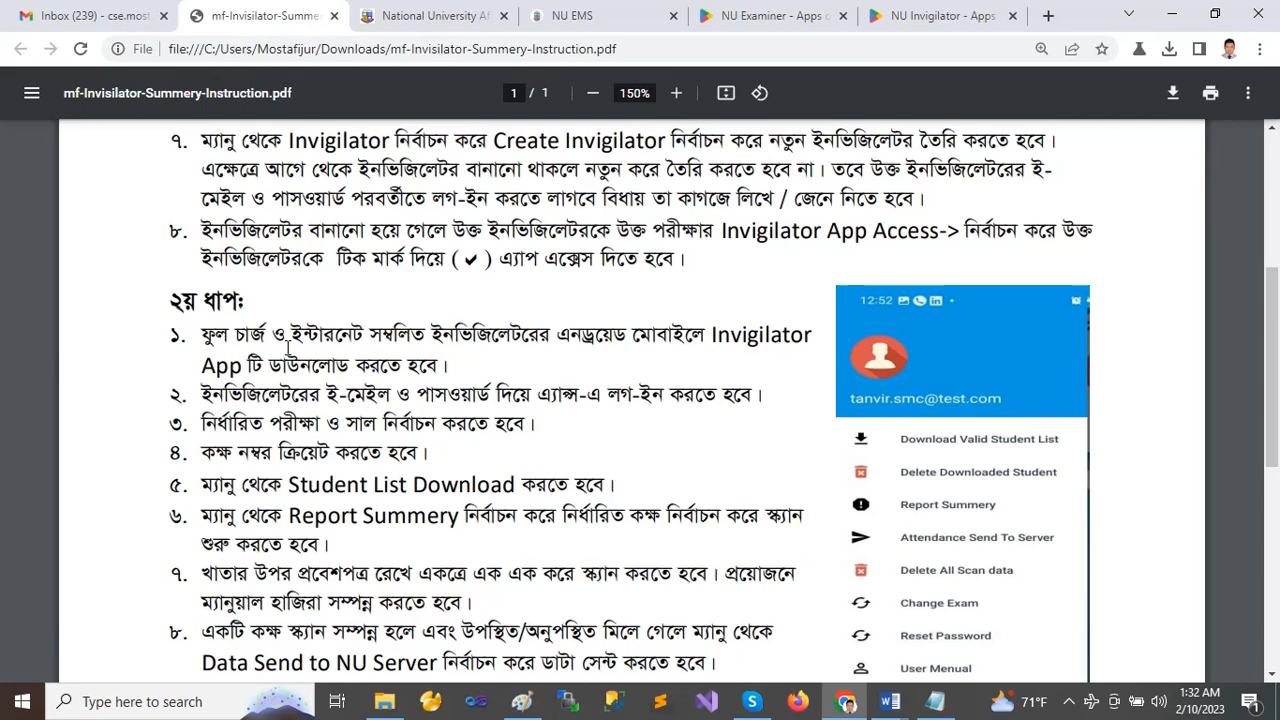 Inbox (239) - cse.most
mf-Invisilator-Summe
National University Af
NU EMS
NU Examiner - Apps o
NU Invigilator - Apps
File
file:///C:/Users/Mostafijur/Downloads/mf-Invisilator-Summery-Instruction.pdf
mf-Invisilator-Summery-Instruction.pdf
1 / 1
150%
৭. ম্যানু থেকে Invigilator নির্বাচন করে Create Invigilator নির্বাচন করে নতুন ইনভিজিলেটর তৈরি করতে হবে।
এক্ষেত্রে আগে থেকে ইনভিজিলেটর বানানো থাকলে নতুন করে তৈরি করতে হবে না। তবে উক্ত ইনভিজিলেটরের ই-
মেইল ও পাসওয়ার্ড পরবর্তীতে লগ-ইন করতে লাগবে বিধায় তা কাগজে লিখে / জেনে নিতে হবে।
৮. ইনভিজিলেটর বানানো হয়ে গেলে উক্ত ইনভিজিলেটরকে উক্ত পরীক্ষার Invigilator App Access-> নির্বাচন করে উক্ত
ইনভিজিলেটরকে টিক মার্ক দিয়ে (✔) এ্যাপ এক্সেস দিতে হবে।
২য় ধাপঃ
১. ফুল চার্জ ও ইন্টারনেট সম্বলিত ইনভিজিলেটরের এনড্রয়েড মোবাইলে Invigilator
App টি ডাউনলোড করতে হবে।
২. ইনভিজিলেটরের ই-মেইল ও পাসওয়ার্ড দিয়ে এ্যাপ্স-এ লগ-ইন করতে হবে।
৩. নির্ধারিত পরীক্ষা ও সাল নির্বাচন করতে হবে।
৪. কক্ষ নম্বর ক্রিয়েট করতে হবে।
৫. ম্যানু থেকে Student List Download করতে হবে।
৬. ম্যানু থেকে Report Summery নির্বাচন করে নির্ধারিত কক্ষ নির্বাচন করে স্ক্যান
শুরু করতে হবে।
৭. খাতার উপর প্রবেশপত্র রেখে একত্রে এক এক করে স্ক্যান করতে হবে। প্রয়োজনে
ম্যানুয়াল হাজিরা সম্পন্ন করতে হবে।
৮. একটি কক্ষ স্ক্যান সম্পন্ন হলে এবং উপস্থিত/অনুপস্থিত মিলে গেলে ম্যানু থেকে
Data Send to NU Server নির্বাচন করে ডাটা সেন্ট করতে হবে।
12:52
tanvir.smc@test.com
Download Valid Student List
Delete Downloaded Student
Report Summery
Attendance Send To Server
Delete All Scan data
Change Exam
Reset Password
User Menual
Type here to search
71°F
1:32 AM
2/10/2023